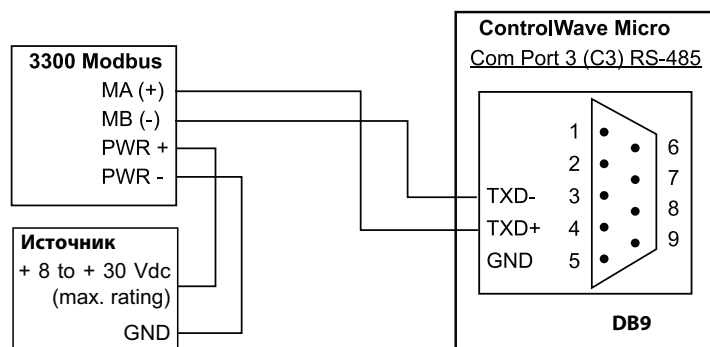 3300 Modbus
MA (+)
MB (-)
PWR +
PWR -
Источник
+ 8 to + 30 Vdc
(max. rating)
GND
ControlWave Micro
Com Port 3 (C3) RS-485
1
2
TXD- 3
TXD+ 4
GND 5
6
7
8
9
DB9